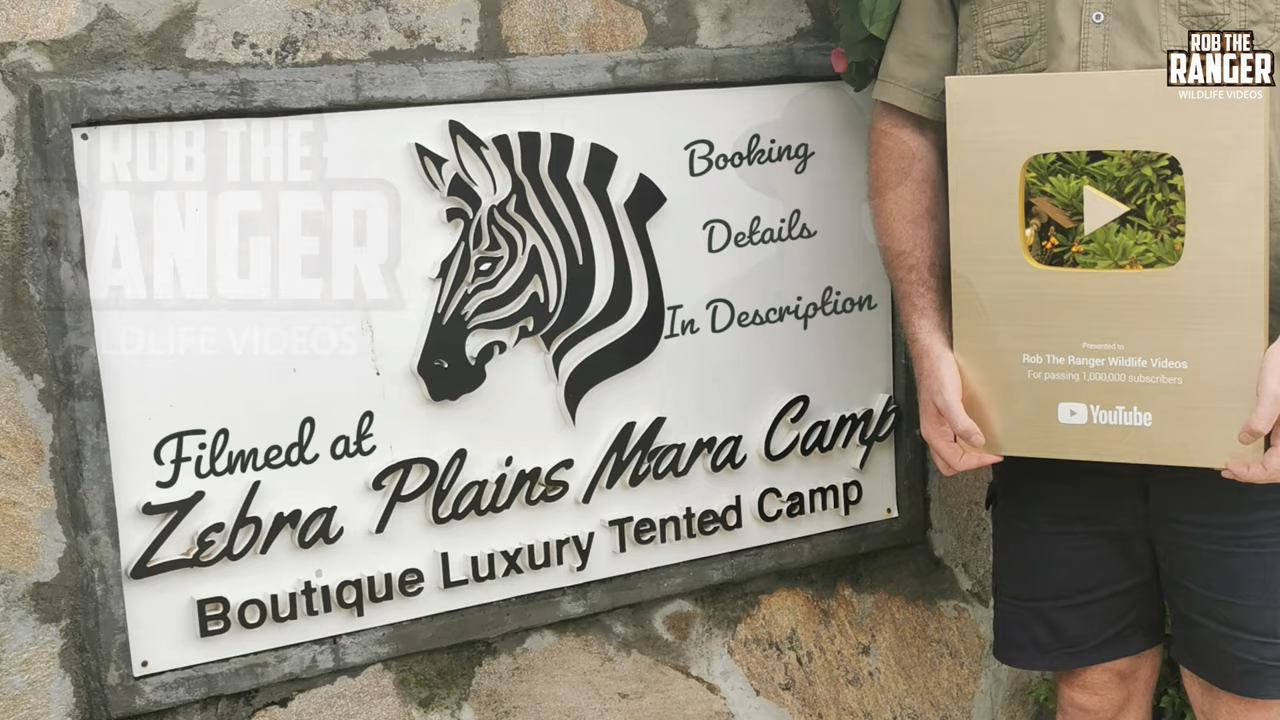 ROB THE
RANGER
WILDLIFE VIDEOS
ROB THE
RANGER
WILDLIFE VIDEOS
Booking
Details
In Description
Filmed at
Zebra Plains Mara Camp
Boutique Luxury Tented Camp
Presented to
Rob The Ranger Wildlife Videos
For passing 1,000,000 subscribers
YouTube